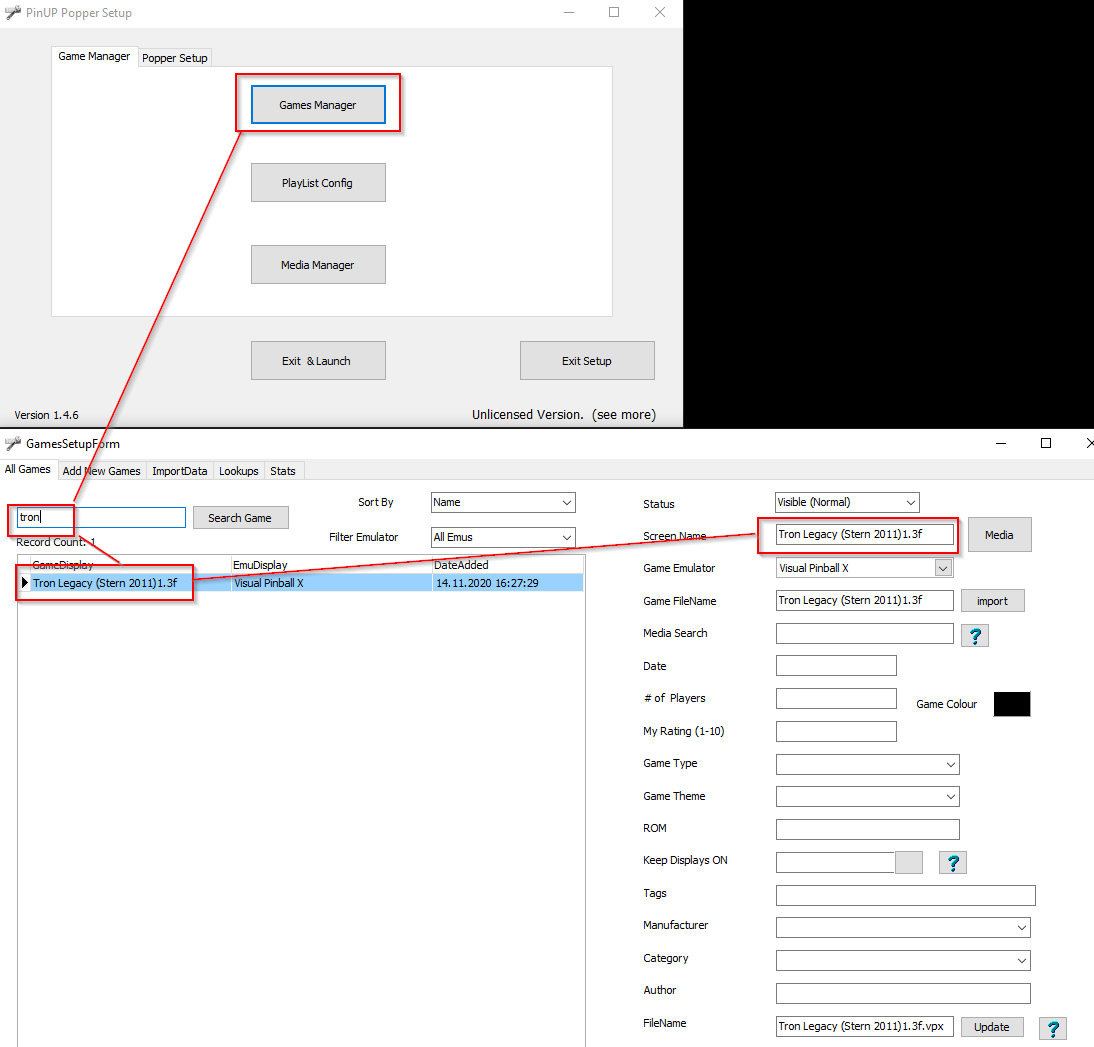 PinUP Popper Setup
Game Manager
Popper Setup
Games Manager
PlayList Config
Media Manager
Exit & Launch
Exit Setup
Version 1.4.6
Unlicensed Version. (see more)
GamesSetupForm
All Games
Add New Games
ImportData
Lookups
Stats
tron
Search Game
Sort By
Name
Record Count: 1
Filter Emulator
All Emus
GameDisplay
EmuDisplay
DateAdded
Tron Legacy (Stern 2011)1.3f
Visual Pinball X
14.11.2020 16:27:29
Status
Visible (Normal)
Screen Name
Tron Legacy (Stern 2011)1.3f
Media
Game Emulator
Visual Pinball X
Game FileName
Tron Legacy (Stern 2011)1.3f
import
Media Search
?
Date
# of Players
Game Colour
My Rating (1-10)
Game Type
Game Theme
ROM
Keep Displays ON
?
Tags
Manufacturer
Category
Author
FileName
Tron Legacy (Stern 2011)1.3f.vpx
Update
?